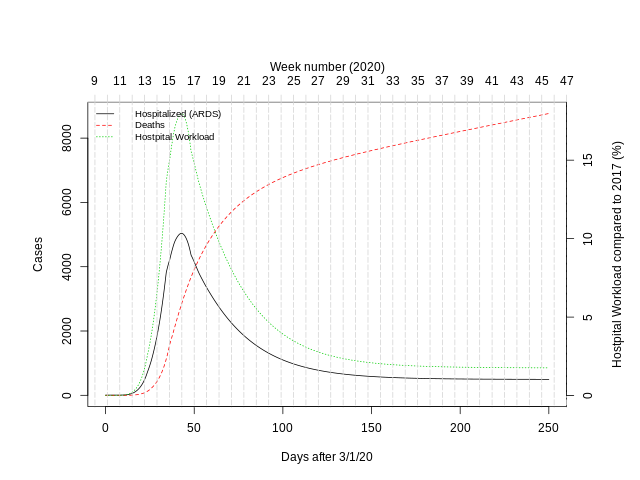 Week number (2020)
9 11 13 15 17 19 21 23 25 27 29 31 33 35 37 39 41 43 45 47
Hospitalized (ARDS)
Deaths
Hostpital Workload
Cases
0 2000 4000 6000 8000
Hostpital Workload compared to 2017 (%)
0 5 10 15
0 50 100 150 200 250
Days after 3/1/20